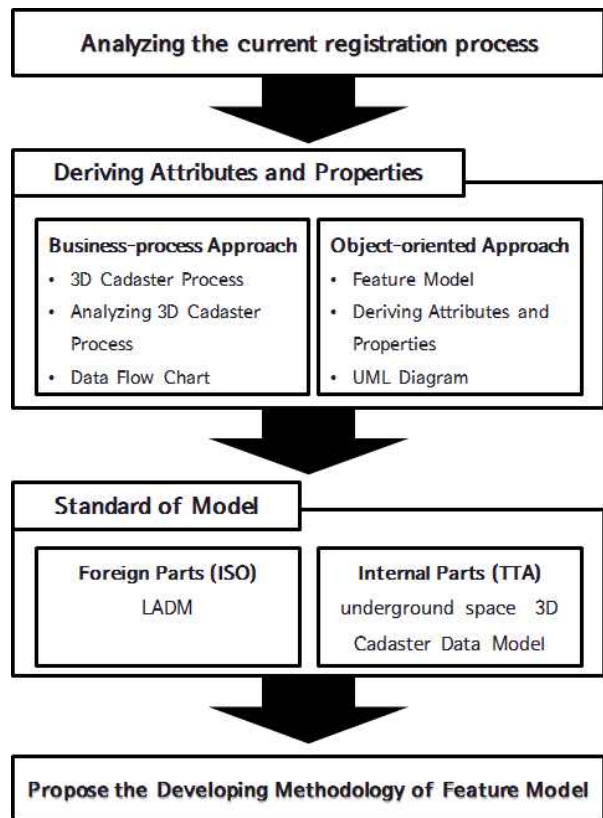 Analyzing the current registration process
Deriving Attributes and Properties
Business-process Approach
• 3D Cadaster Process
• Analyzing 3D Cadaster
Process
• Data Flow Chart
Object-oriented Approach
• Feature Model
• Deriving Attributes and
Properties
• UML Diagram
Standard of Model
Foreign Parts (ISO)
LADM
Internal Parts (TTA)
underground space 3D
Cadaster Data Model
Propose the Developing Methodology of Feature Model